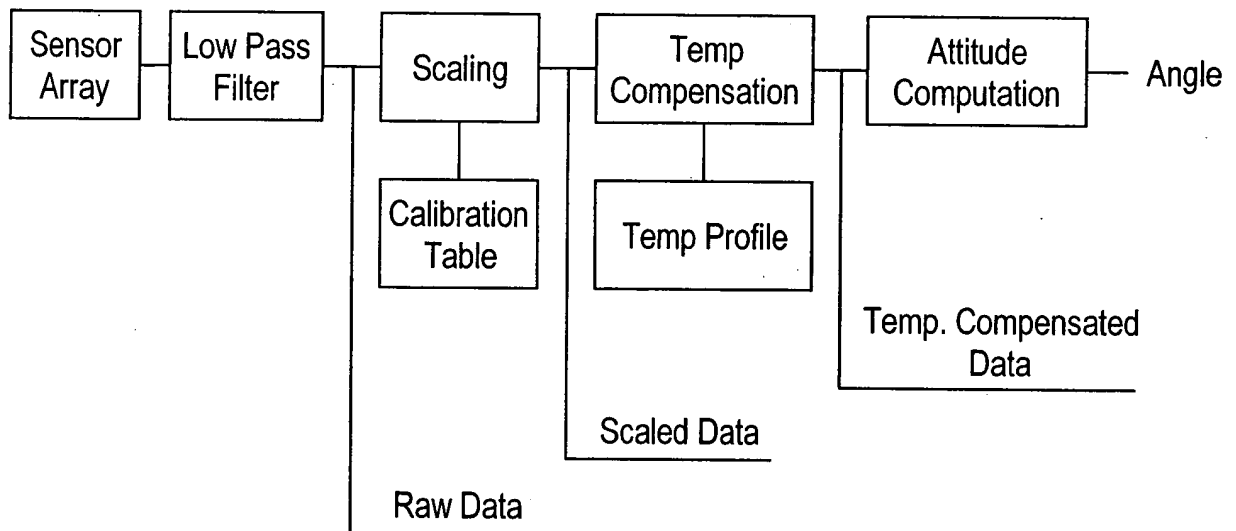 Sensor
Array
Low Pass
Filter
Scaling
Temp
Compensation
Attitude
Computation
Angle
Calibration
Table
Temp Profile
Temp. Compensated
Data
Scaled Data
Raw Data